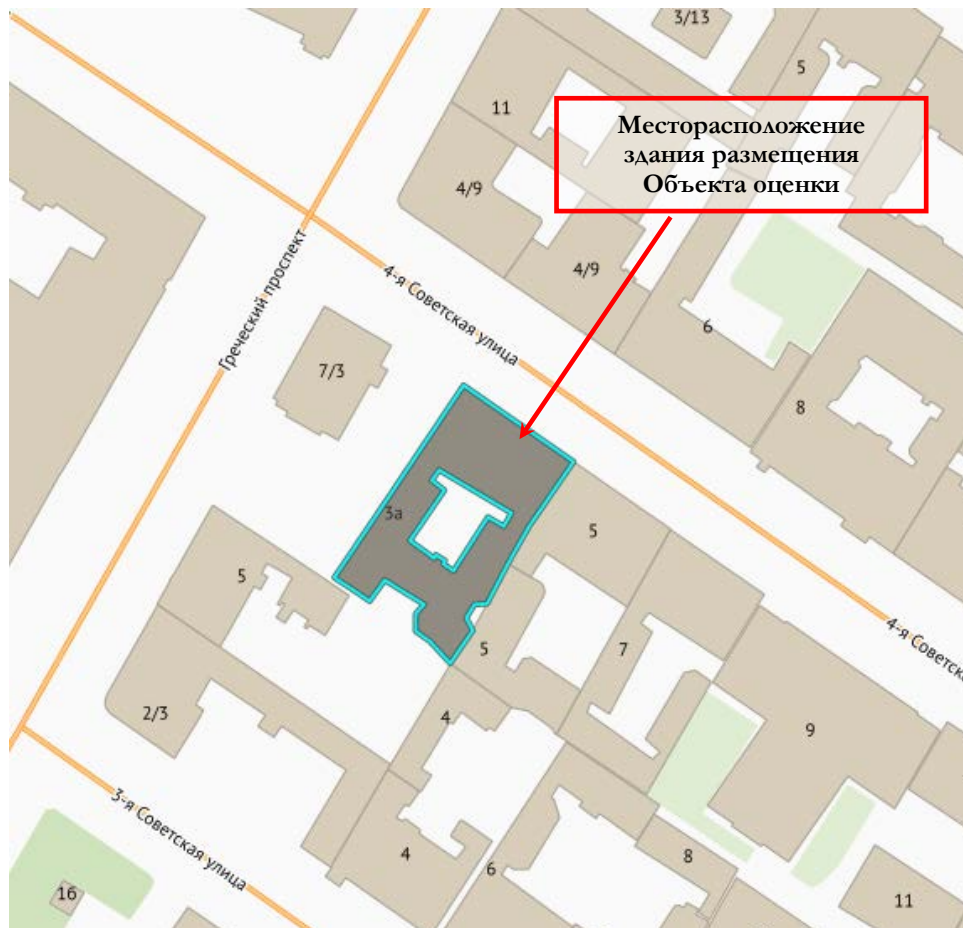 3/13
5
11
Месторасположение
здания размещения
Объекта оценки
4/9
4/9
Греческий проспект
4-я Советская улица
6
7/3
8
3а
5
5
5
7
4-я Советска
2/3
4
9
3-я Советская улица
4
6
8
16
11